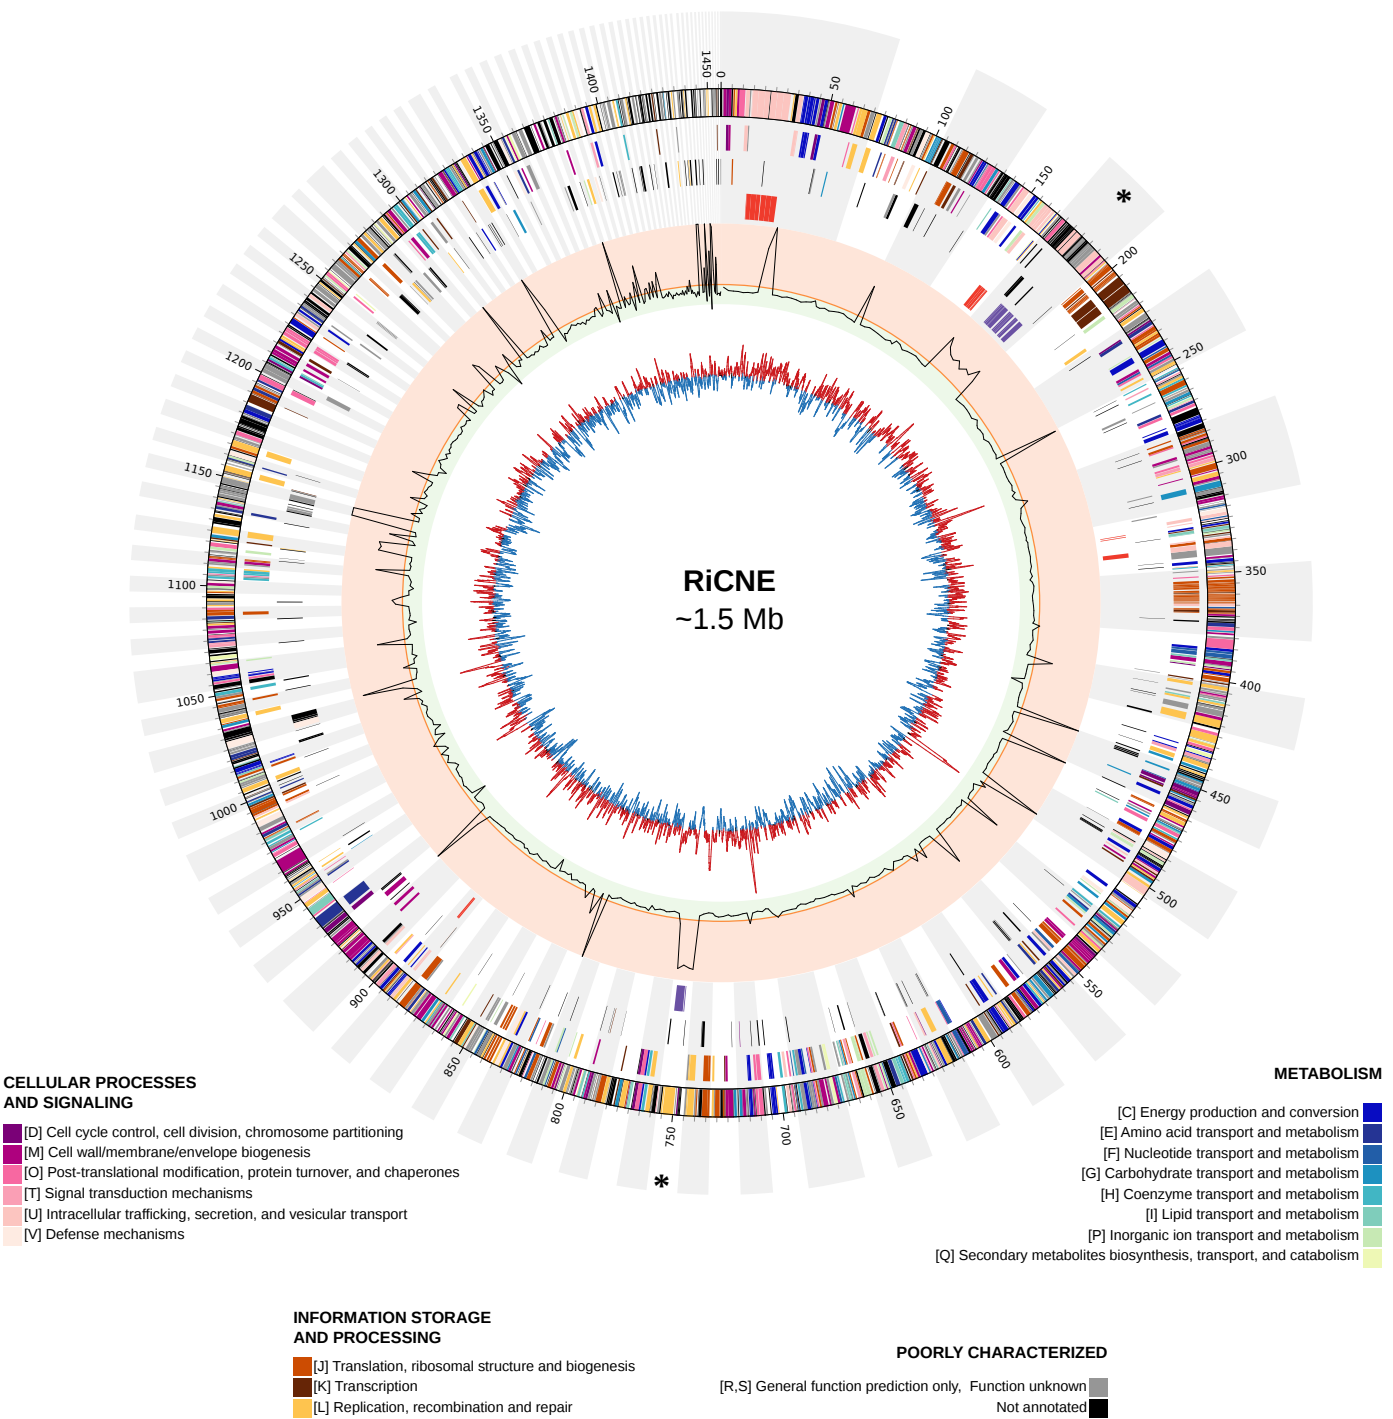 0
50
100
150
*
200
250
300
350
400
450
500
550
600
650
700
750
*
800
850
900
950
1000
1050
1100
1150
1200
1250
1300
1350
1400
1450
RiCNE
~1.5 Mb
CELLULAR PROCESSES
AND SIGNALING
[D] Cell cycle control, cell division, chromosome partitioning
[M] Cell wall/membrane/envelope biogenesis
[O] Post-translational modification, protein turnover, and chaperones
[T] Signal transduction mechanisms
[U] Intracellular trafficking, secretion, and vesicular transport
[V] Defense mechanisms
METABOLISM
[C] Energy production and conversion
[E] Amino acid transport and metabolism
[F] Nucleotide transport and metabolism
[G] Carbohydrate transport and metabolism
[H] Coenzyme transport and metabolism
[I] Lipid transport and metabolism
[P] Inorganic ion transport and metabolism
[Q] Secondary metabolites biosynthesis, transport, and catabolism
INFORMATION STORAGE
AND PROCESSING
[J] Translation, ribosomal structure and biogenesis
[K] Transcription
[L] Replication, recombination and repair
POORLY CHARACTERIZED
[R,S] General function prediction only, Function unknown
Not annotated